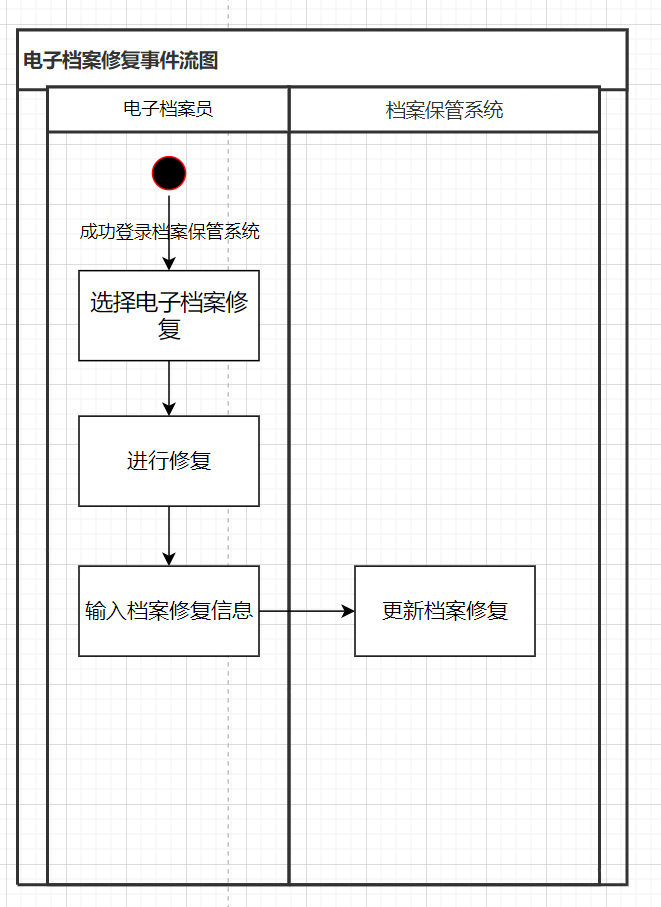 电子档案修复事件流图
电子档案员
档案保管系统
成功登录档案保管系统
选择电子档案修
复
进行修复
输入档案修复信息
更新档案修复